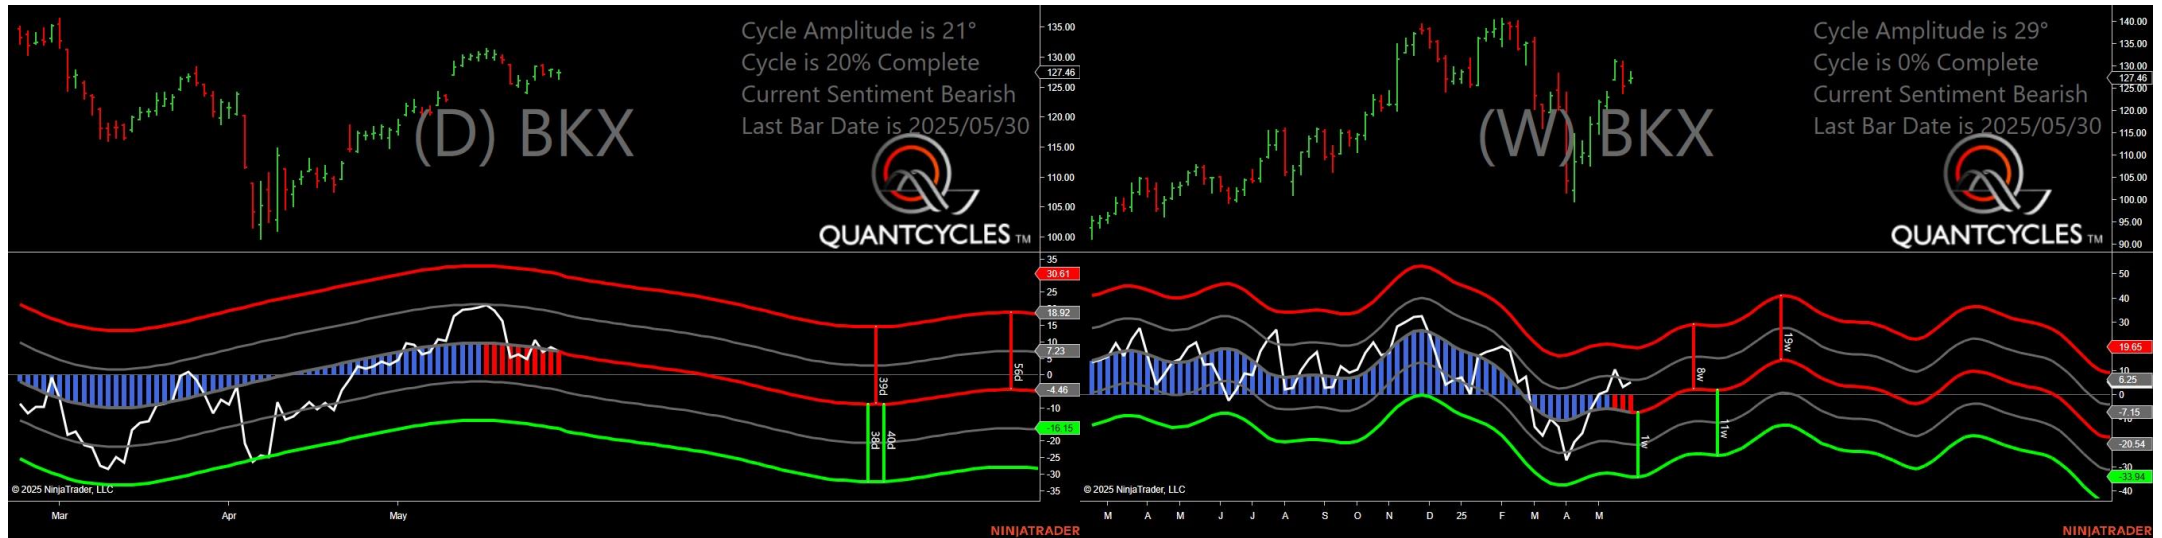 Cycle Amplitude is 21°
Cycle is 20% Complete
Current Sentiment Bearish
Last Bar Date is 2025/05/30
(D) BKX
QUANTCYCLES TM
135.00
130.00
127.46
125.00
120.00
115.00
110.00
105.00
100.00
35
30.61
25
18.92
15
10
7.23
5
0
-4.46
-10
-16.15
-20
-25
-30
-35
39d
38d
40d
56d
© 2025 NinjaTrader, LLC
Mar
Apr
May
NINJATRADER
Cycle Amplitude is 29°
Cycle is 0% Complete
Current Sentiment Bearish
Last Bar Date is 2025/05/30
(W) BKX
QUANTCYCLES TM
140.00
135.00
130.00
127.46
125.00
120.00
115.00
110.00
105.00
100.00
95.00
90.00
50
40
30
19.65
6.25
0
-7.15
-20.54
-30
-33.94
-40
1w
8w
11w
19w
© 2025 NinjaTrader, LLC
M A M J J A S O N D 25 F M A M
NINJATRADER